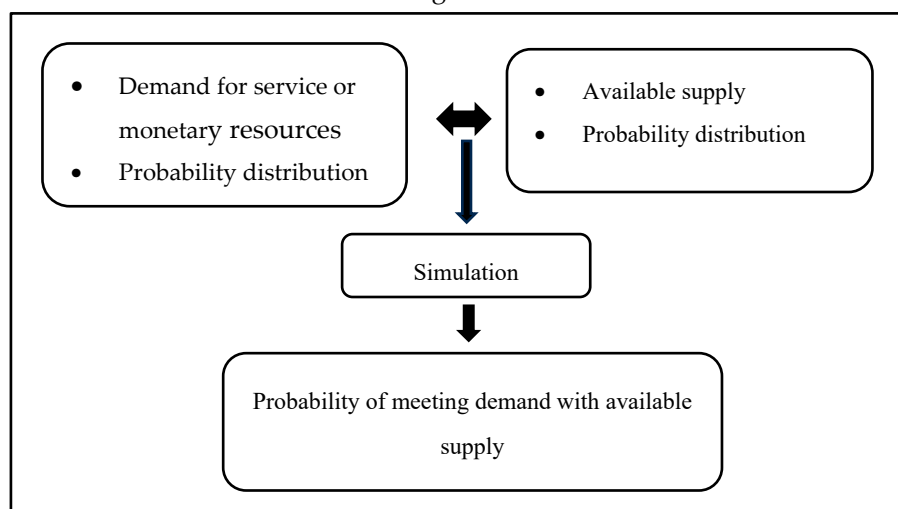 • Demand for service or
monetary resources
• Probability distribution
• Available supply
• Probability distribution
Simulation
Probability of meeting demand with available
supply